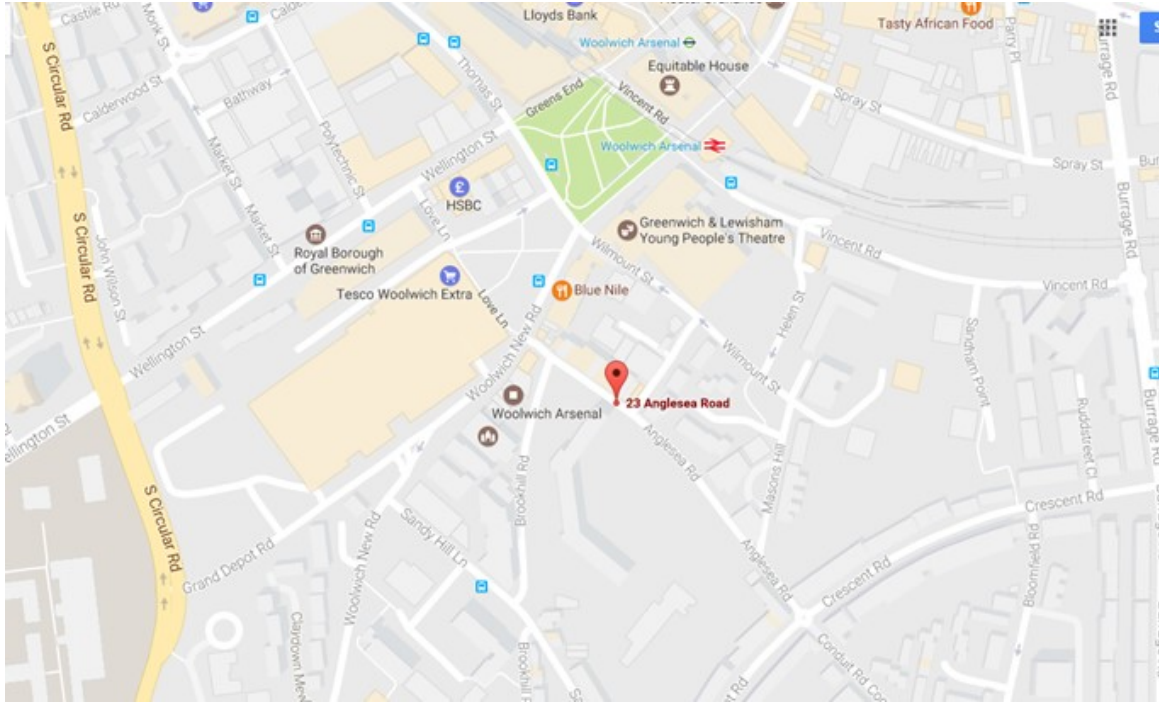 Castile Rd
Monk St
Lloyds Bank
Tasty African Food
Parry Pl
Burrage Rd
S Circular Rd
Woolwich Arsenal
Equitable House
Thomas St
Greens End
Vincent Rd
Spray St
Calderwood St
Bathway
Polytechnic St
Wellington St
Woolwich Arsenal
Spray St
Market St
HSBC
Love Ln
Burrage Rd
S Circular Rd
John Wilson St
Market St
Royal Borough
of Greenwich
Greenwich & Lewisham
Young People's Theatre
Wilmount St
Vincent Rd
Vincent Rd
Tesco Woolwich Extra
Love Ln
Blue Nile
Helen St
Wellington St
Woolwich New Rd
Wilmount St
Sandham Point
Woolwich Arsenal
23 Anglesea Road
Burrage Rd
Ruddstreet Cl
Anglesea Rd
Masons Hill
Brookhill Rd
Crescent Rd
S Circular Rd
Sandy Hill Ln
Woolwich New Rd
Grand Depot Rd
Anglesea Rd
Crescent Rd
Bloomfield Rd
Claydown Mew
Brookhill
Conduit Rd